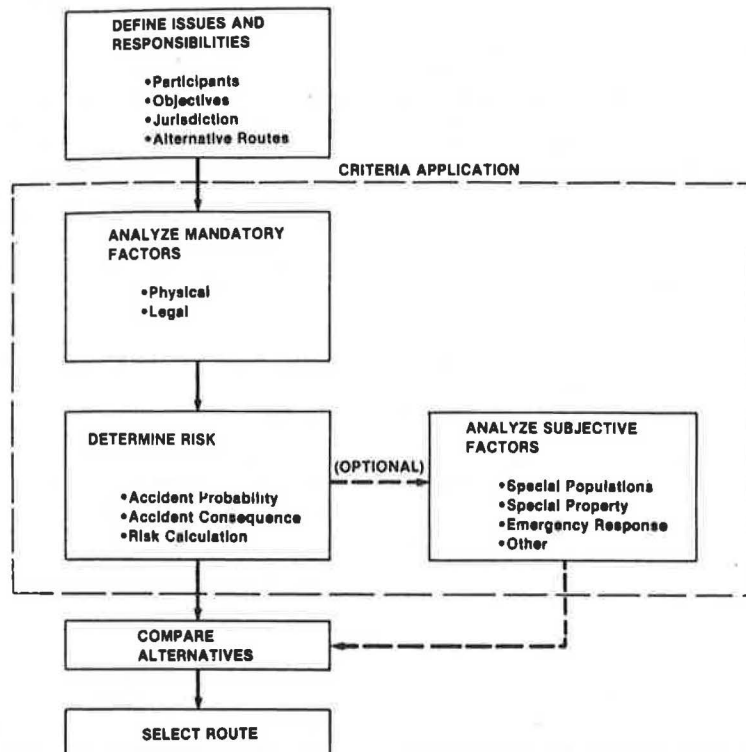 DEFINE ISSUES AND
RESPONSIBILITIES
•Participants
•Objectives
•Jurisdiction
•Alternative Routes
CRITERIA APPLICATION
ANALYZE MANDATORY
FACTORS
•Physical
•Legal
DETERMINE RISK
•Accident Probability
•Accident Consequence
•Risk Calculation
(OPTIONAL)
ANALYZE SUBJECTIVE
FACTORS
•Special Populations
•Special Property
•Emergency Response
•Other
COMPARE
ALTERNATIVES
SELECT ROUTE